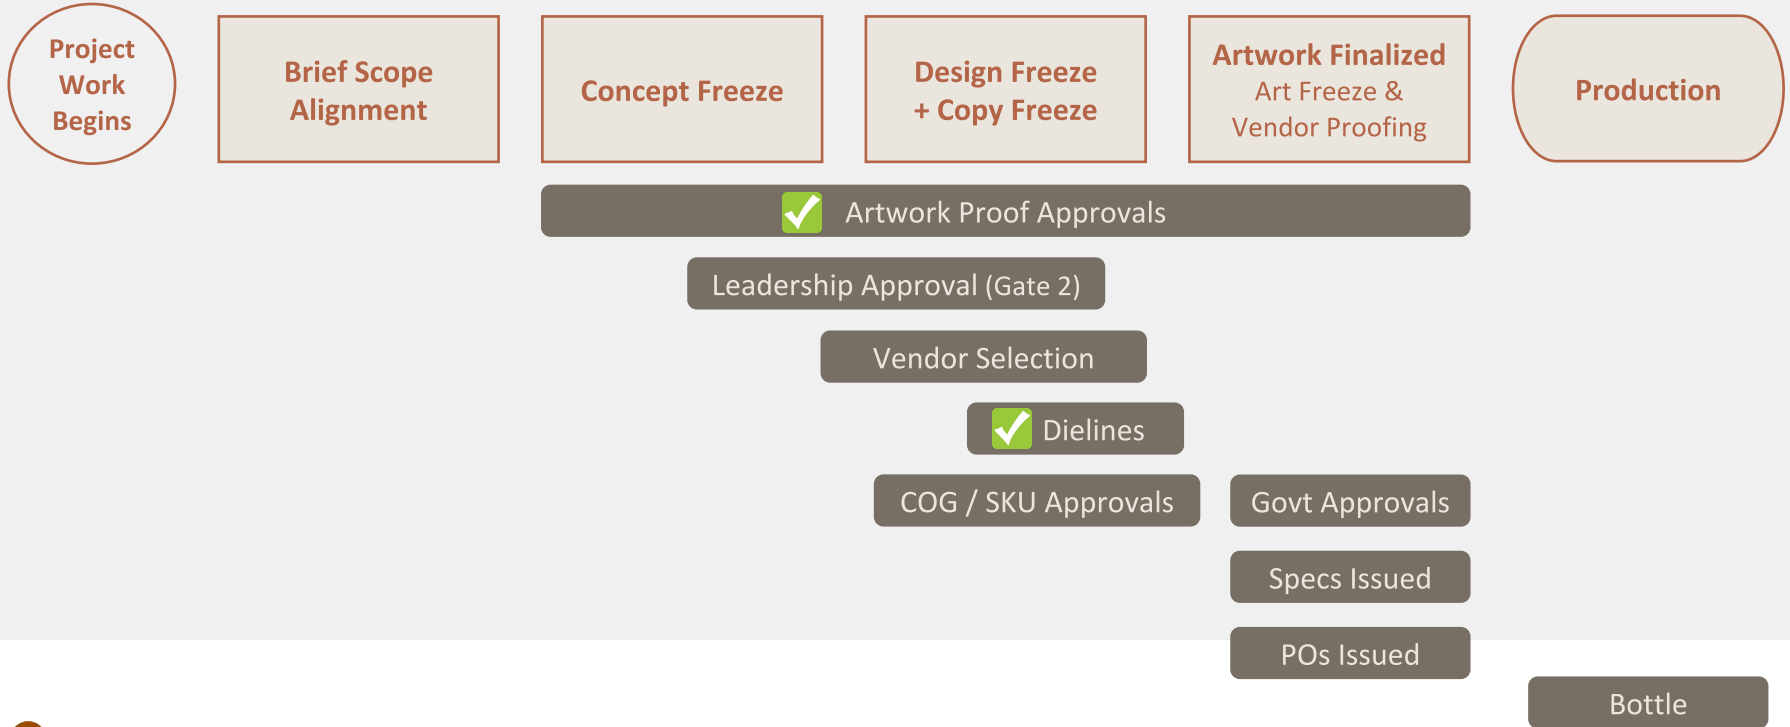 Project
Work
Begins
Brief Scope
Alignment
Concept Freeze
Design Freeze
+ Copy Freeze
Artwork Finalized
Art Freeze &
Vendor Proofing
Production
Artwork Proof Approvals
Leadership Approval (Gate 2)
Vendor Selection
Dielines
COG / SKU Approvals
Govt Approvals
Specs Issued
POs Issued
Bottle